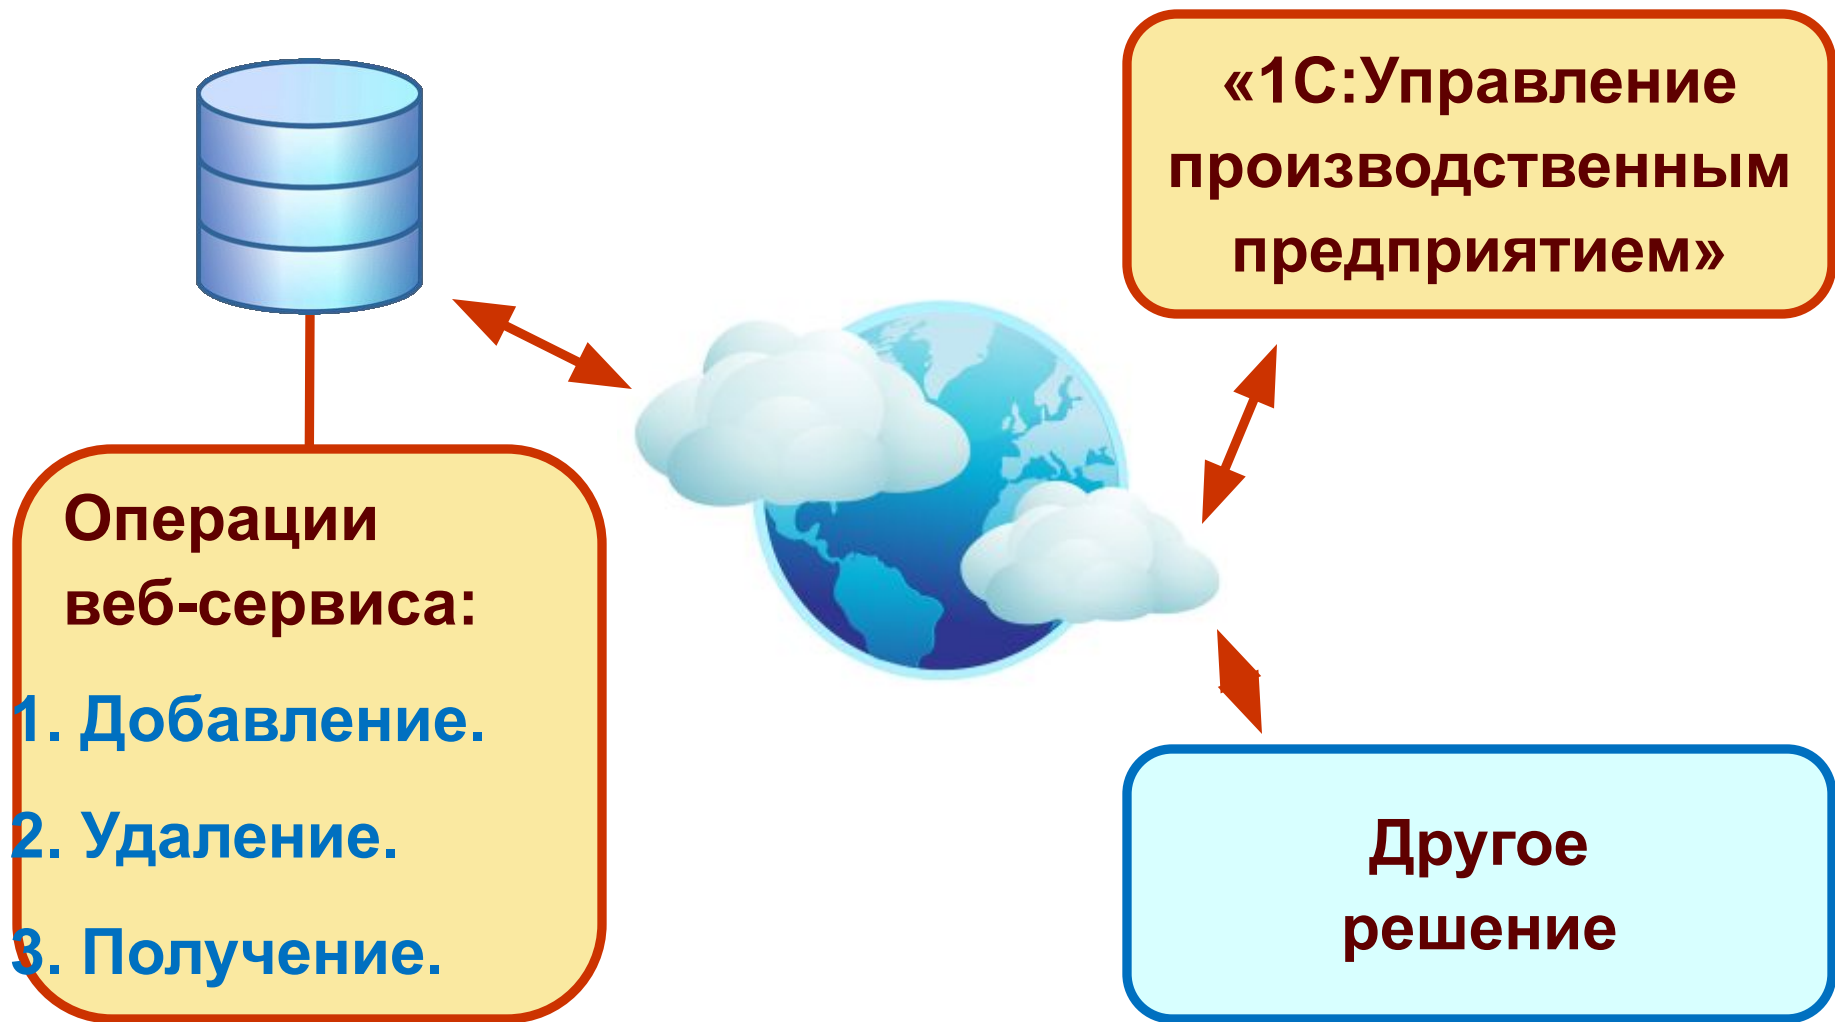 «1С:Управление
производственным
предприятием»
Операции
веб-сервиса:
1. Добавление.
2. Удаление.
3. Получение.
Другое
решение